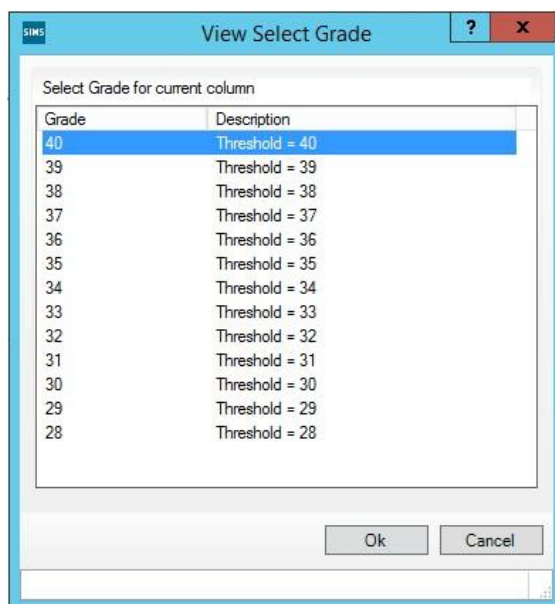 SIMS View Select Grade ? x
Select Grade for current column
Grade Description
40 Threshold = 40
39 Threshold = 39
38 Threshold = 38
37 Threshold = 37
36 Threshold = 36
35 Threshold = 35
34 Threshold = 34
33 Threshold = 33
32 Threshold = 32
31 Threshold = 31
30 Threshold = 30
29 Threshold = 29
28 Threshold = 28
Ok Cancel